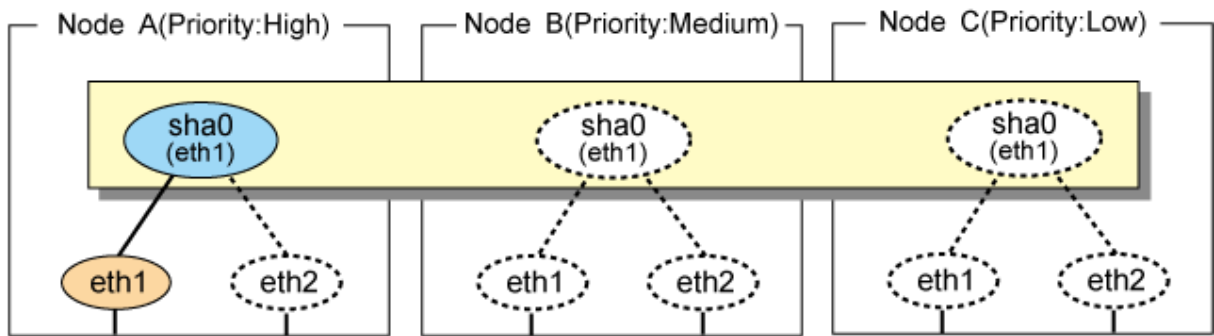 Node A(Priority:High)
Node B(Priority:Medium)
Node C(Priority:Low)
sha0
(eth1)
sha0
(eth1)
sha0
(eth1)
eth1
eth2
eth1
eth2
eth1
eth2